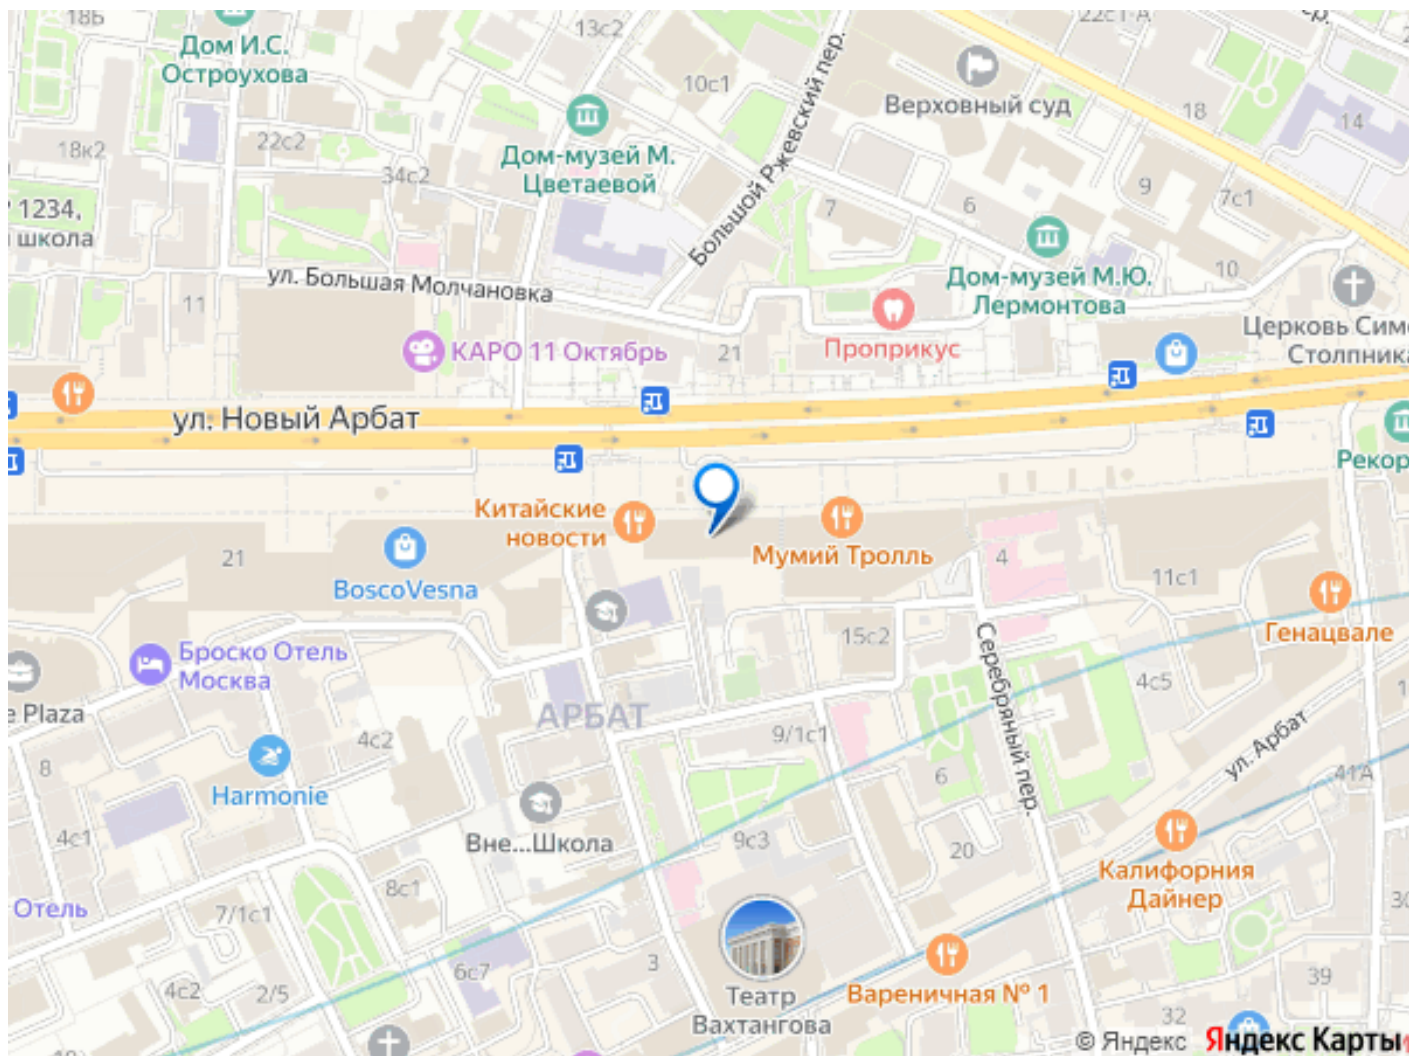 18Б
Дом И.С.
Остроухова
13с2
22с1-А
10с1
Верховный суд
18
14
22с2
18к2
34с2
Дом-музей М.
Цветаевой
Большой Ржевский пер.
7
6
9
7с1
1234,
школа
ул. Большая Молчановка
11
Дом-музей М.Ю.
Лермонтова
10
КАРО 11 Октябрь
21
Проприкус
Церковь Симе
Столпника
ул. Новый Арбат
Рекор
Китайские
новости
21
BoscoVesna
Мумий Тролль
4
11с1
Генацвале
15с2
Броско Отель
Москва
e Plaza
АРБАТ
Серебряный пер.
4с5
ул. Арбат
4с2
9/1с1
8
Harmonie
6
41А
4с1
Вне...Школа
9с3
20
Калифорния
Дайнер
8с1
Отель
7/1с1
6с7
3
4с2
2/5
Театр
Вахтангова
Вареничная № 1
39
32
© Яндекс Яндекс Карты